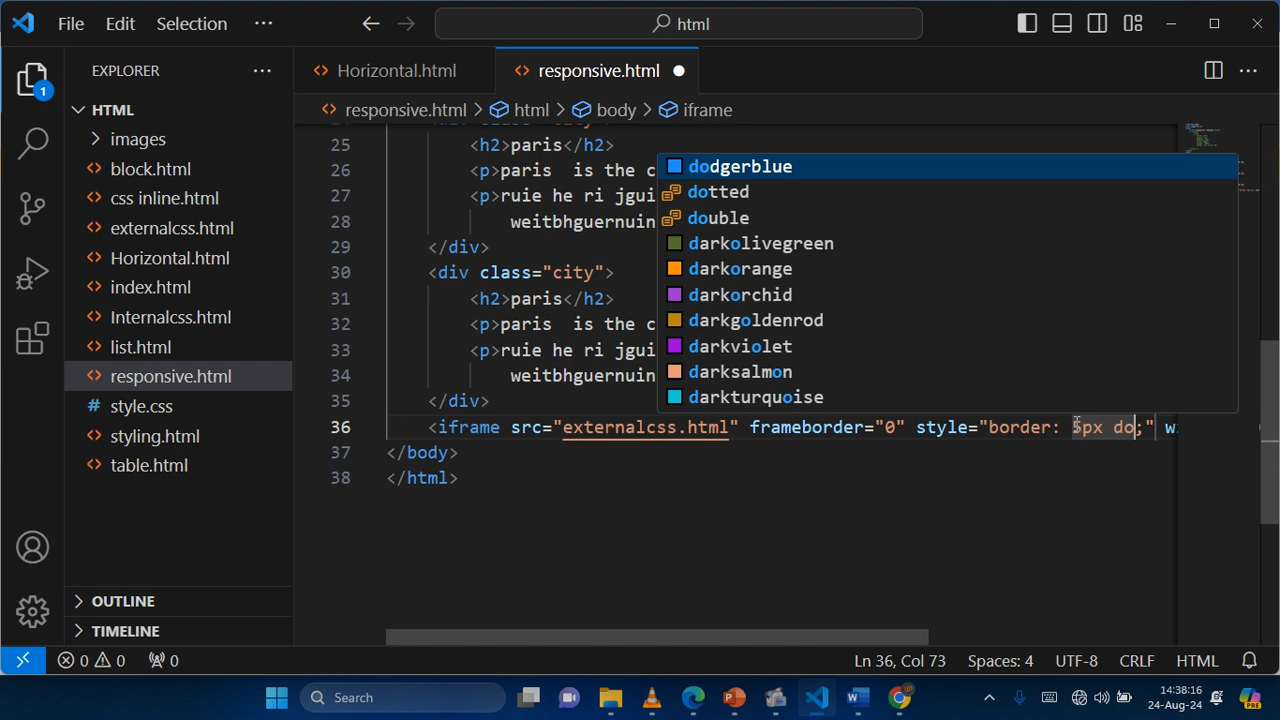 File Edit Selection ··· html
EXPLORER ···
HTML
images
block.html
css inline.html
externalcss.html
Horizontal.html
index.html
Internalcss.html
list.html
responsive.html
style.css
styling.html
table.html
OUTLINE
TIMELINE
1
Horizontal.html responsive.html
responsive.html > html > body > iframe
25 <h2>paris</h2>
26 <p>paris is the c
27 <p>ruie he ri jgui
28 weitbhguernuin
29 </div>
30 <div class="city">
31 <h2>paris</h2>
32 <p>paris is the c
33 <p>ruie he ri jgui
34 weitbhguernuin
35 </div>
36 <iframe src="externalcss.html" frameborder="0" style="border: 5px do;" wi
37 </body>
38 </html>
dodgerblue
dotted
double
darkolivegreen
darkorange
darkorchid
darkgoldenrod
darkviolet
darksalmon
darkturquoise
0 0 0 Ln 36, Col 73 Spaces: 4 UTF-8 CRLF HTML
Search 14:38:16
24-Aug-24
PRE